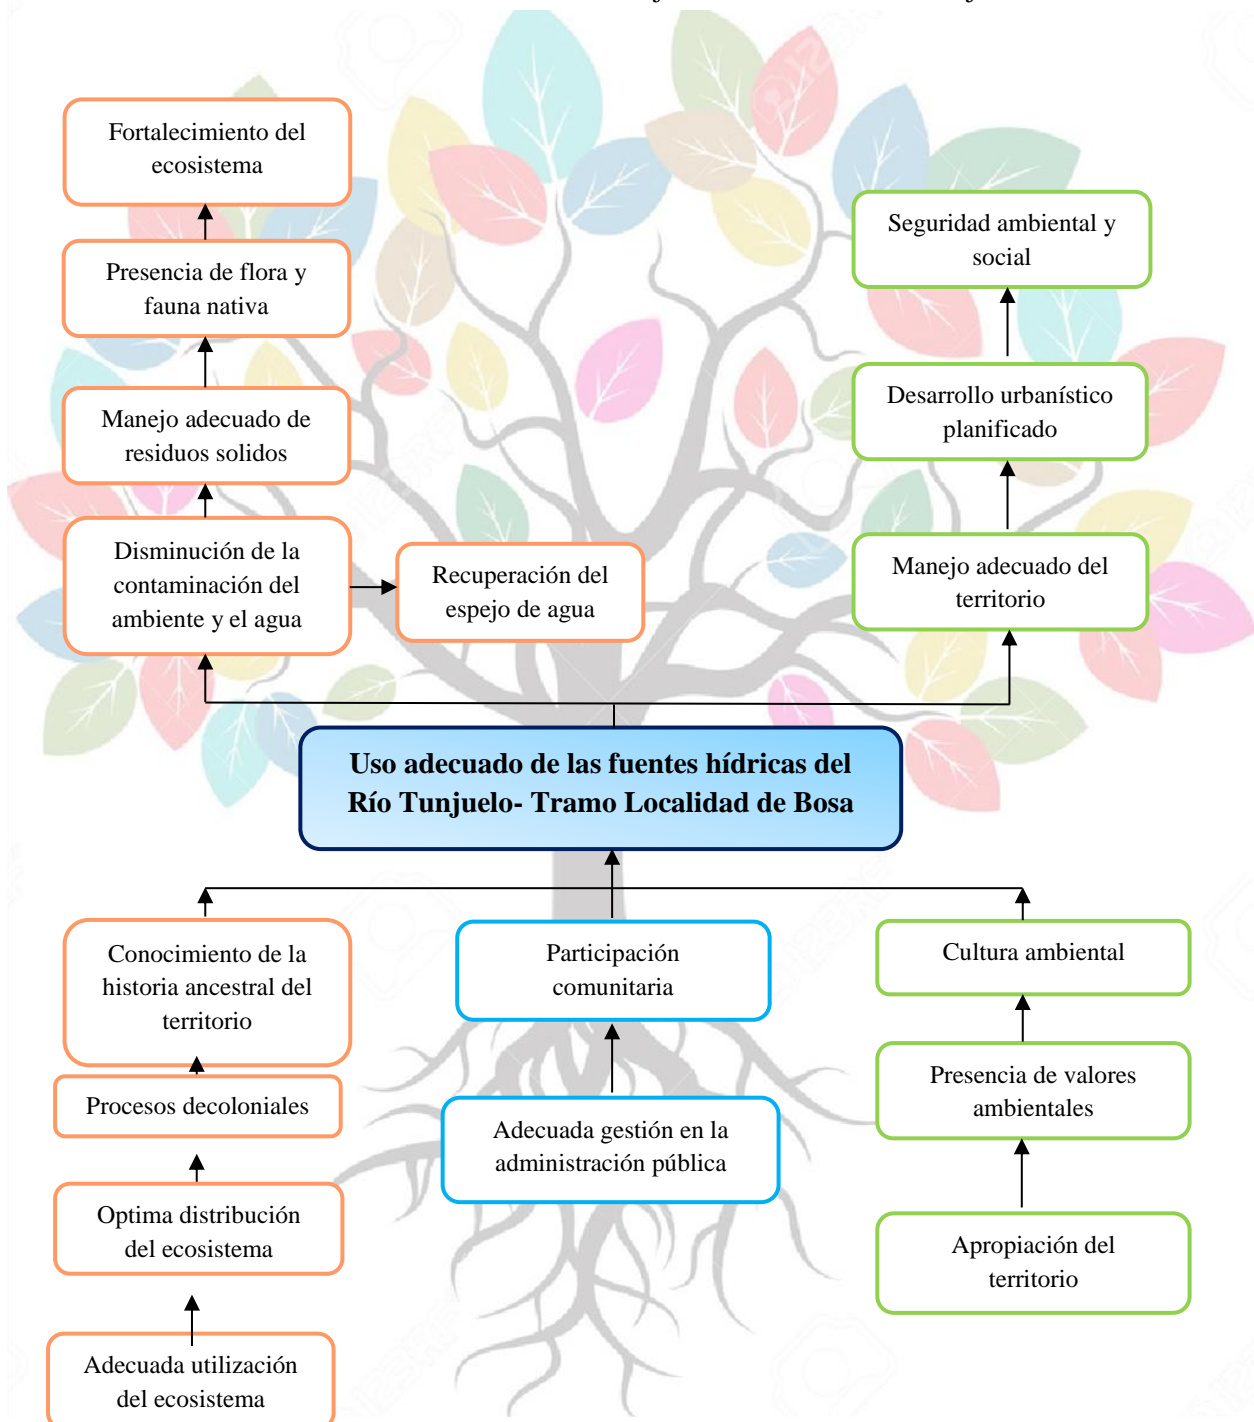 Fortalecimiento del
ecosistema
Presencia de flora y
fauna nativa
Manejo adecuado de
residuos solidos
Disminución de la
contaminación del
ambiente y el agua
Recuperación del
espejo de agua
Seguridad ambiental y
social
Desarrollo urbanístico
planificado
Manejo adecuado del
territorio
Uso adecuado de las fuentes hídricas del
Río Tunjuelo- Tramo Localidad de Bosa
Conocimiento de la
historia ancestral del
territorio
Procesos decoloniales
Optima distribución
del ecosistema
Adecuada utilización
del ecosistema
Participación
comunitaria
Adecuada gestión en la
administración pública
Cultura ambiental
Presencia de valores
ambientales
Apropiación del
territorio